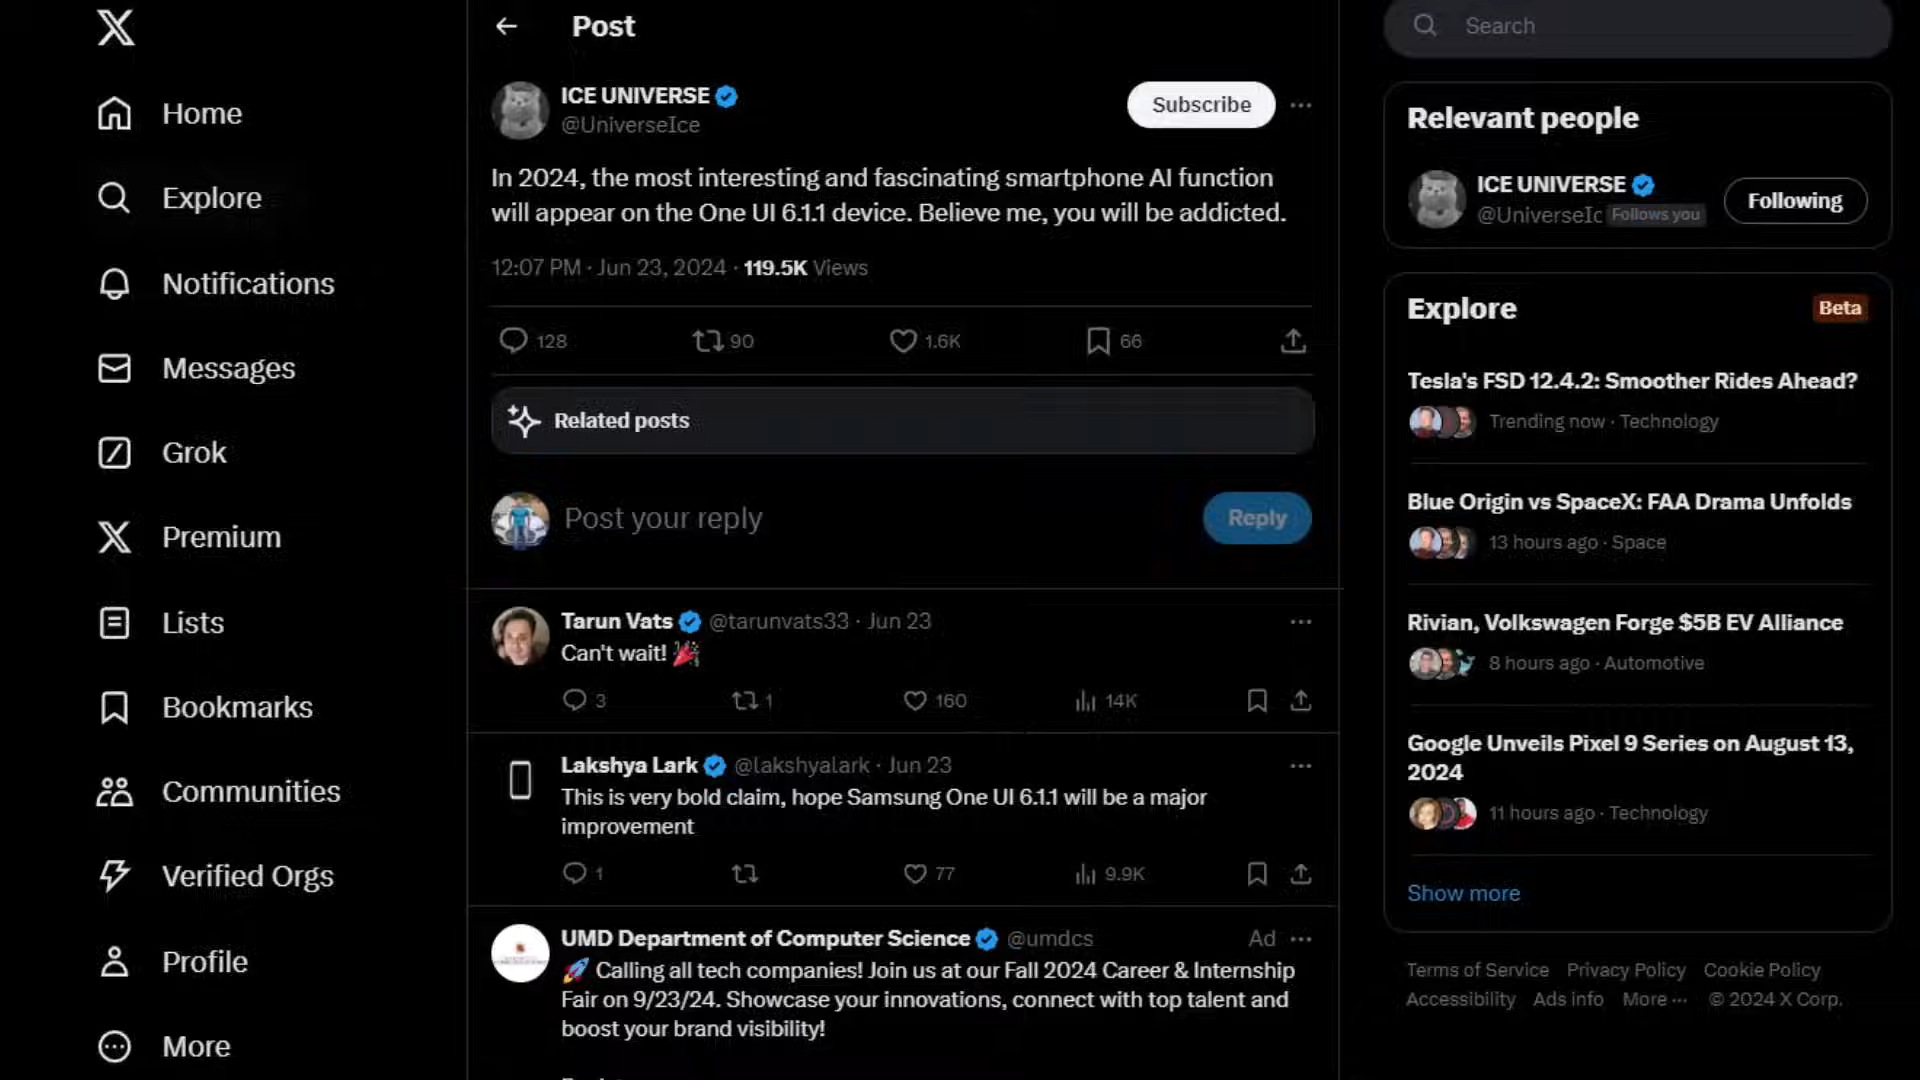 Home
Explore
Notifications
Messages
Grok
Premium
Lists
Bookmarks
Communities
Verified Orgs
Profile
More
Post
ICE UNIVERSE
@UniverseIce
Subscribe
In 2024, the most interesting and fascinating smartphone AI function
will appear on the One UI 6.1.1 device. Believe me, you will be addicted.
12:07 PM · Jun 23, 2024 · 119.5K Views
128 90 1.6K 66
Related posts
Post your reply
Reply
Tarun Vats @tarunvats33 · Jun 23
Can't wait! 🎉
3 1 160 14K
Lakshya Lark @lakshyalark · Jun 23
This is very bold claim, hope Samsung One UI 6.1.1 will be a major
improvement
1 77 9.9K
UMD Department of Computer Science @umdcs Ad
🚀 Calling all tech companies! Join us at our Fall 2024 Career & Internship
Fair on 9/23/24. Showcase your innovations, connect with top talent and
boost your brand visibility!
Search
Relevant people
ICE UNIVERSE
@UniverseIc Follows you
Following
Explore
Beta
Tesla's FSD 12.4.2: Smoother Rides Ahead?
Trending now · Technology
Blue Origin vs SpaceX: FAA Drama Unfolds
13 hours ago · Space
Rivian, Volkswagen Forge $5B EV Alliance
8 hours ago · Automotive
Google Unveils Pixel 9 Series on August 13,
2024
11 hours ago · Technology
Show more
Terms of Service Privacy Policy Cookie Policy
Accessibility Ads info More ··· © 2024 X Corp.